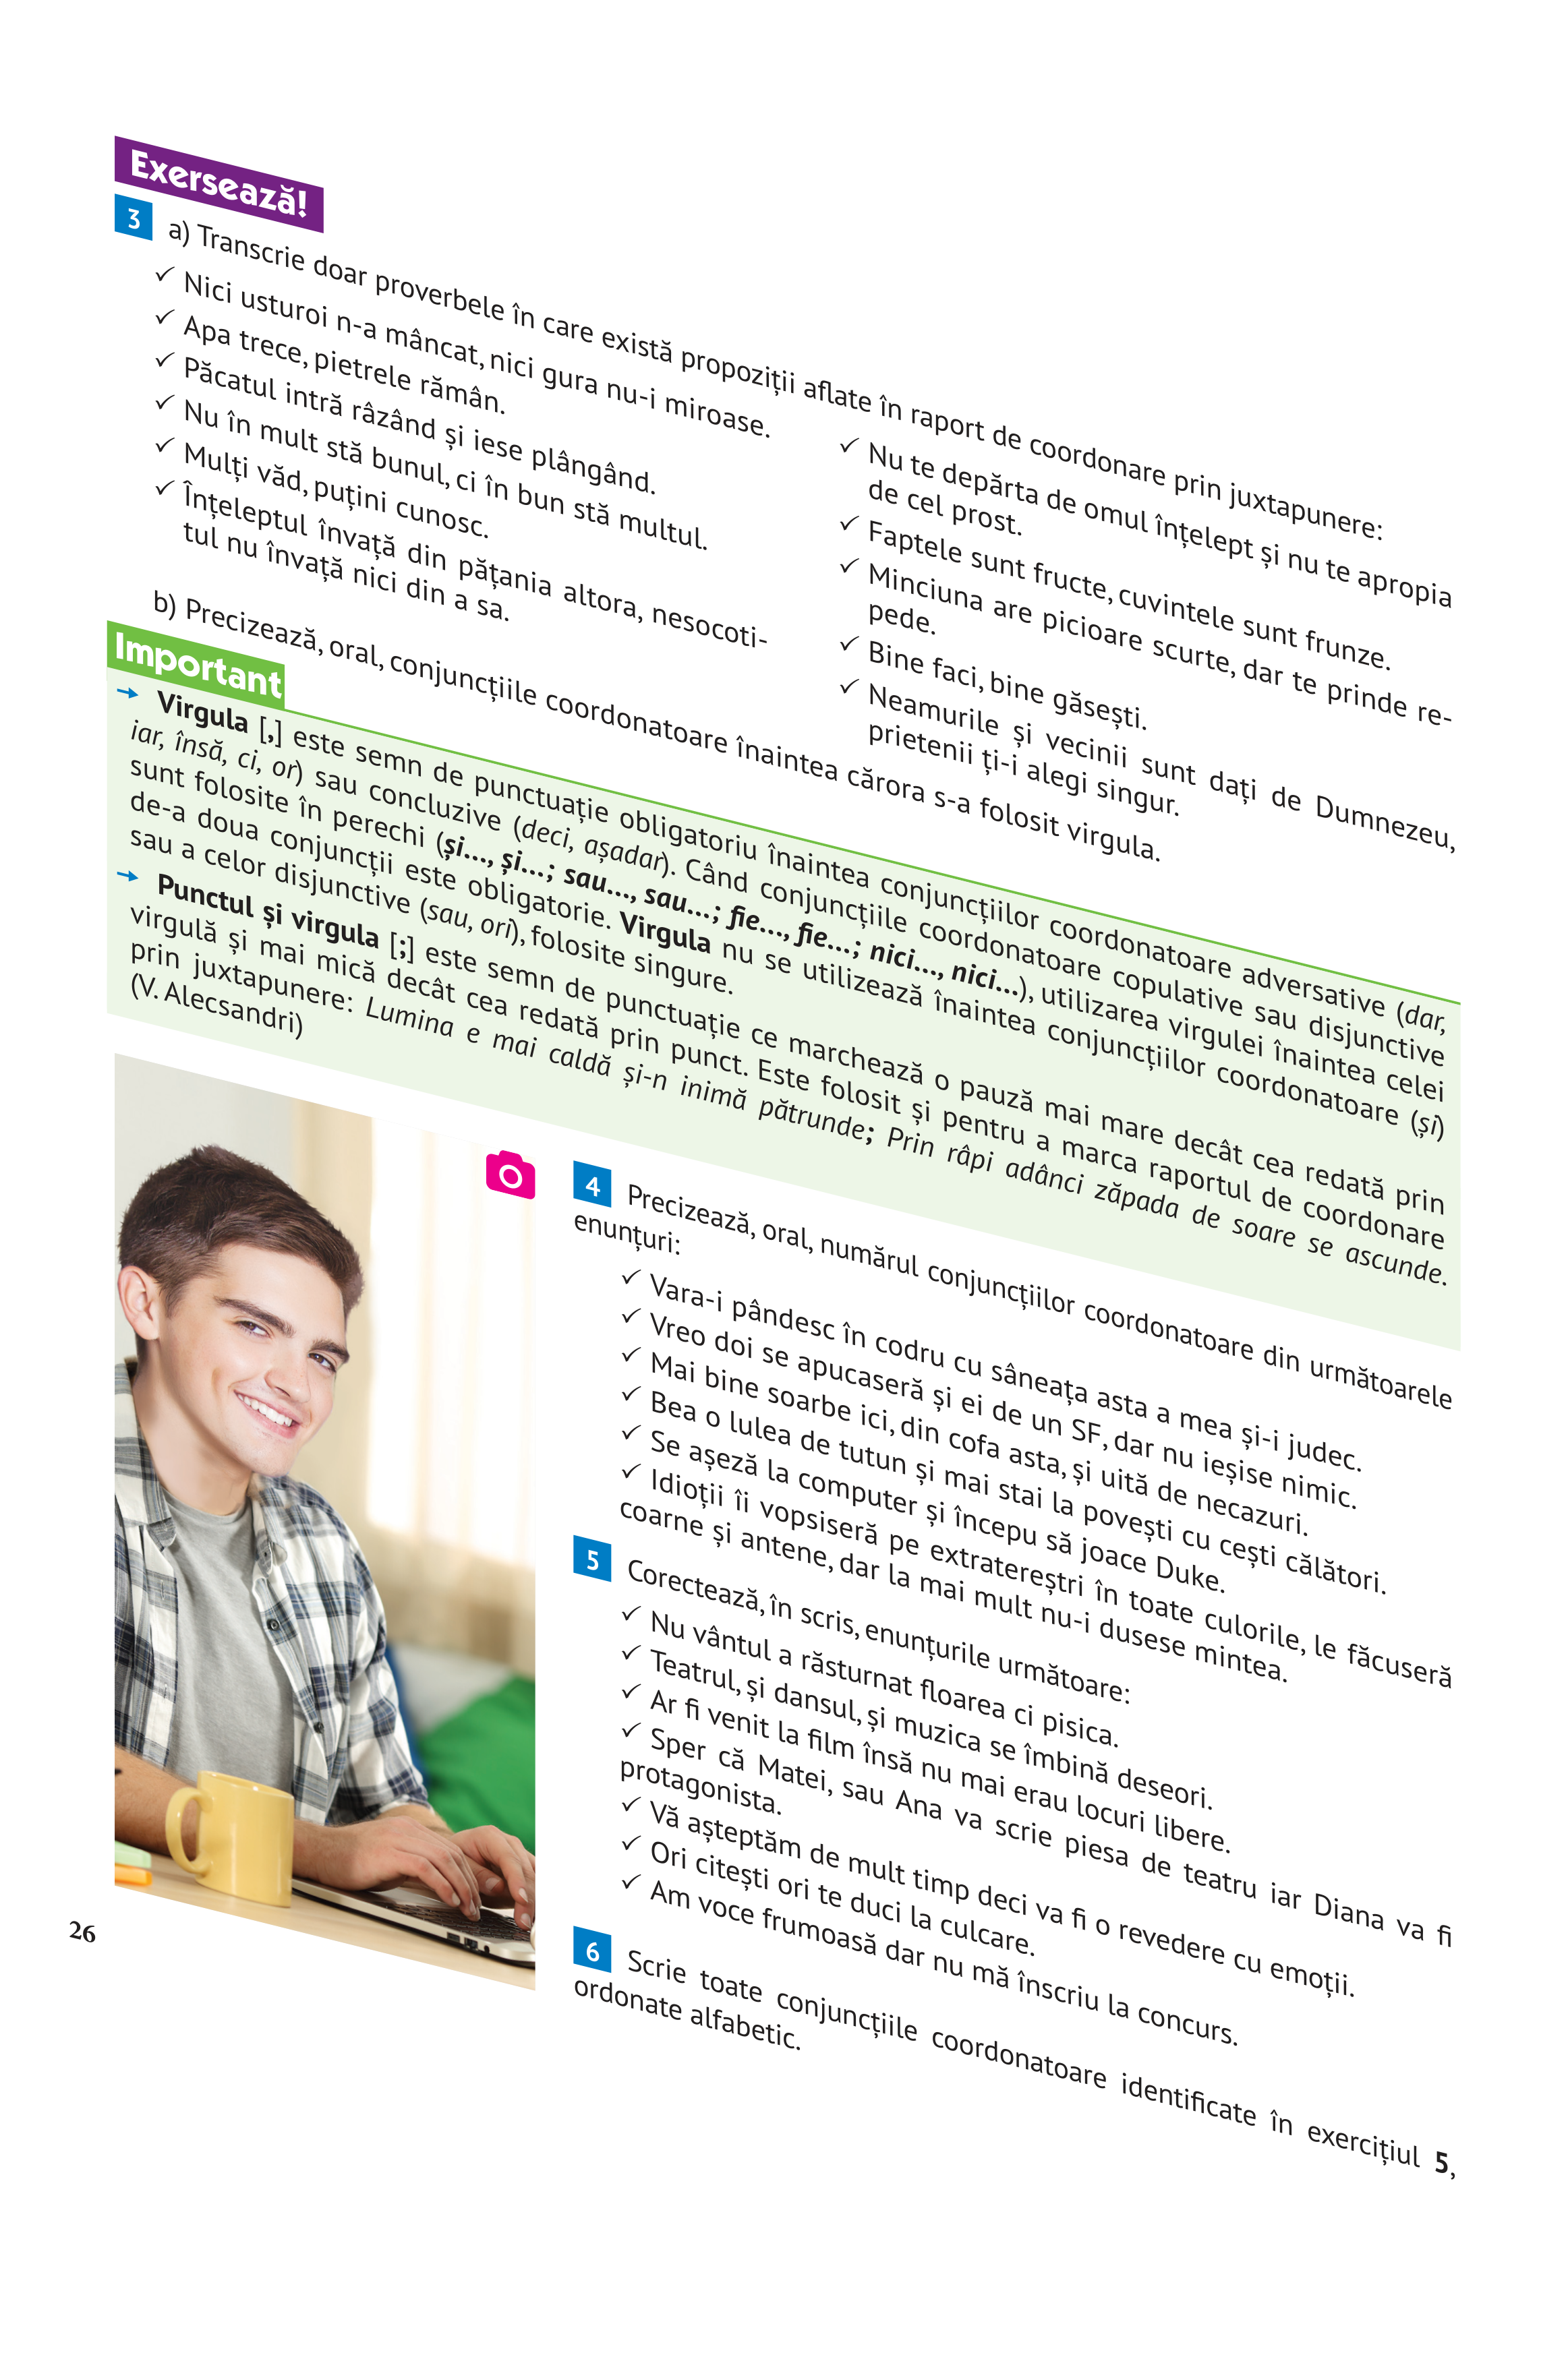 Exersează!
3 a) Transcrie doar proverbele în care există propoziții aflate în raport de coordonare prin juxtapunere:
✓ Nici usturoi n-a mâncat, nici gura nu-i miroase.
✓ Apa trece, pietrele rămân.
✓ Păcatul intră râzând și iese plângând.
✓ Nu în mult stă bunul, ci în bun stă multul.
✓ Mulți văd, puțini cunosc.
✓ Înțeleptul învață din pățania altora, nesocoti-
tul nu învață nici din a sa.
✓ Nu te depărta de omul înțelept și nu te apropia
de cel prost.
✓ Faptele sunt fructe, cuvintele sunt frunze.
✓ Minciuna are picioare scurte, dar te prinde re-
pede.
✓ Bine faci, bine găsești.
✓ Neamurile și vecinii sunt dați de Dumnezeu,
prietenii ți-i alegi singur.
b) Precizează, oral, conjuncțiile coordonatoare înaintea cărora s-a folosit virgula.
Important
→ Virgula [,] este semn de punctuație obligatoriu înaintea conjuncțiilor coordonatoare adversative (dar,
iar, însă, ci, or) sau concluzive (deci, așadar). Când conjuncțiile coordonatoare copulative sau disjunctive
sunt folosite în perechi (și..., și...; sau..., sau...; fie..., fie...; nici..., nici...), utilizarea virgulei înaintea celei
de-a doua conjuncții este obligatorie. Virgula nu se utilizează înaintea conjuncțiilor coordonatoare (și)
sau a celor disjunctive (sau, ori), folosite singure.
→ Punctul și virgula [;] este semn de punctuație ce marchează o pauză mai mare decât cea redată prin
virgulă și mai mică decât cea redată prin punct. Este folosit și pentru a marca raportul de coordonare
prin juxtapunere: Lumina e mai caldă și-n inimă pătrunde; Prin râpi adânci zăpada de soare se ascunde.
(V. Alecsandri)
4 Precizează, oral, numărul conjuncțiilor coordonatoare din următoarele
enunțuri:
✓ Vara-i pândesc în codru cu sâneața asta a mea și-i judec.
✓ Vreo doi se apucaseră și ei de un SF, dar nu ieșise nimic.
✓ Mai bine soarbe ici, din cofa asta, și uită de necazuri.
✓ Bea o lulea de tutun și mai stai la povești cu cești călători.
✓ Se așeză la computer și începu să joace Duke.
✓ Idioții îi vopsiseră pe extratereștri în toate culorile, le făcuseră
coarne și antene, dar la mai mult nu-i dusese mintea.
5 Corectează, în scris, enunțurile următoare:
✓ Nu vântul a răsturnat floarea ci pisica.
✓ Teatrul, și dansul, și muzica se îmbină deseori.
✓ Ar fi venit la film însă nu mai erau locuri libere.
✓ Sper că Matei, sau Ana va scrie piesa de teatru iar Diana va fi
protagonista.
✓ Vă așteptăm de mult timp deci va fi o revedere cu emoții.
✓ Ori citești ori te duci la culcare.
✓ Am voce frumoasă dar nu mă înscriu la concurs.
6 Scrie toate conjuncțiile coordonatoare identificate în exercițiul 5,
ordonate alfabetic.
26